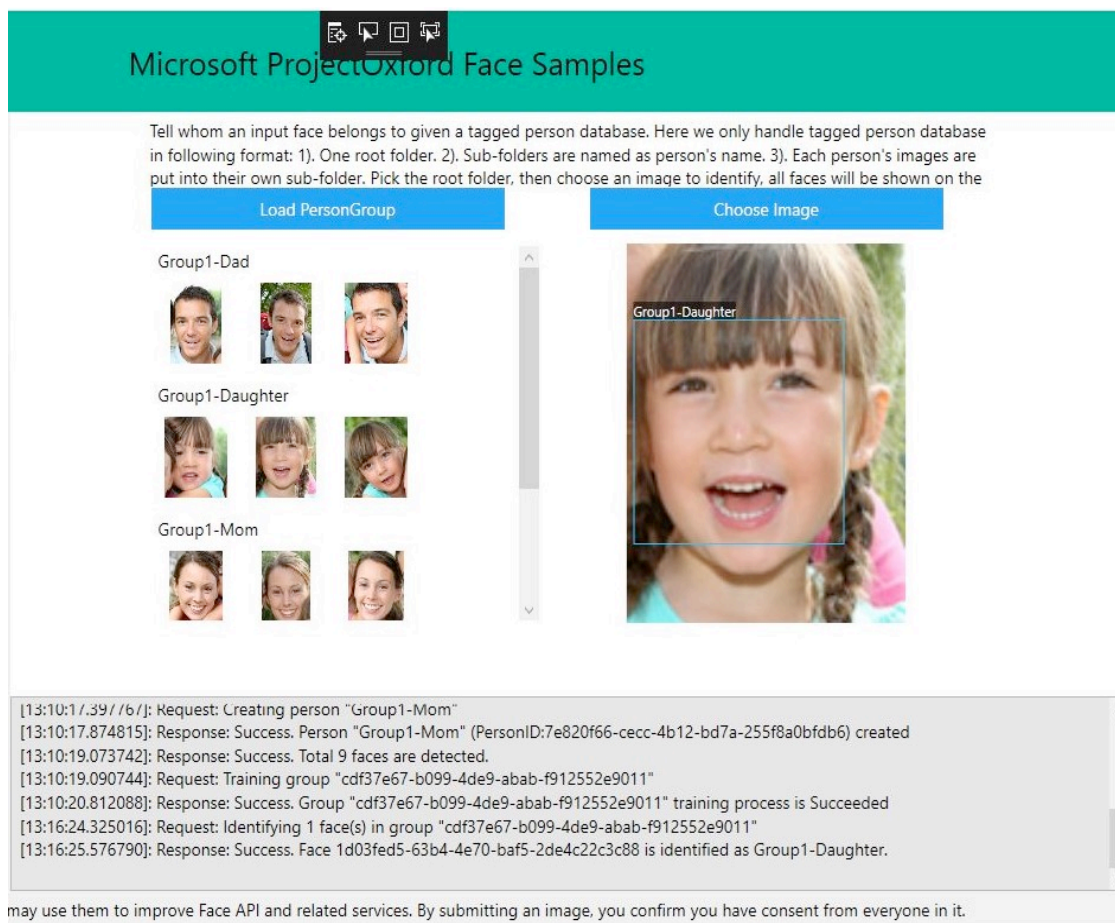 Microsoft ProjectOxford Face Samples
Tell whom an input face belongs to given a tagged person database. Here we only handle tagged person database
in following format: 1). One root folder. 2). Sub-folders are named as person's name. 3). Each person's images are
put into their own sub-folder. Pick the root folder, then choose an image to identify, all faces will be shown on the
Load PersonGroup
Choose Image
Group1-Dad
Group1-Daughter
Group1-Daughter
Group1-Mom
[13:10:17.397767]: Request: Creating person "Group1-Mom"
[13:10:17.874815]: Response: Success. Person "Group1-Mom" (PersonID:7e820f66-cecc-4b12-bd7a-255f8a0bfdb6) created
[13:10:19.073742]: Response: Success. Total 9 faces are detected.
[13:10:19.090744]: Request: Training group "cdf37e67-b099-4de9-abab-f912552e9011"
[13:10:20.812088]: Response: Success. Group "cdf37e67-b099-4de9-abab-f912552e9011" training process is Succeeded
[13:16:24.325016]: Request: Identifying 1 face(s) in group "cdf37e67-b099-4de9-abab-f912552e9011"
[13:16:25.576790]: Response: Success. Face 1d03fed5-63b4-4e70-baf5-2de4c22c3c88 is identified as Group1-Daughter.
may use them to improve Face API and related services. By submitting an image, you confirm you have consent from everyone in it.